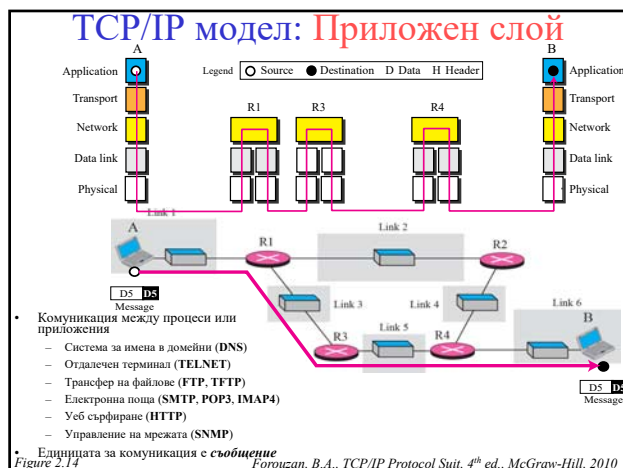 TCP/IP модел: Приложен слой
A
B
Legend Source Destination D Data H Header
Application
Application
Transport
Transport
R1
R3
R4
Network
Network
Data link
Data link
Physical
Physical
Link 1
A
R1
Link 2
R2
Link 3
Link 4
Link 6
B
R3
Link 5
R4
D5 D5
Message
D5 D5
Message
• Комуникация между процеси или
приложения
– Система за имена в домейни (DNS)
– Отдалечен терминал (TELNET)
– Трансфер на файлове (FTP, TFTP)
– Електронна поща (SMTP, POP3, IMAP4)
– Уеб сърфиране (HTTP)
– Управление на мрежата (SNMP)
• Единицата за комуникация е съобщение
Figure 2.14
Forouzan, B.A., TCP/IP Protocol Suit, 4th ed., McGraw-Hill, 2010